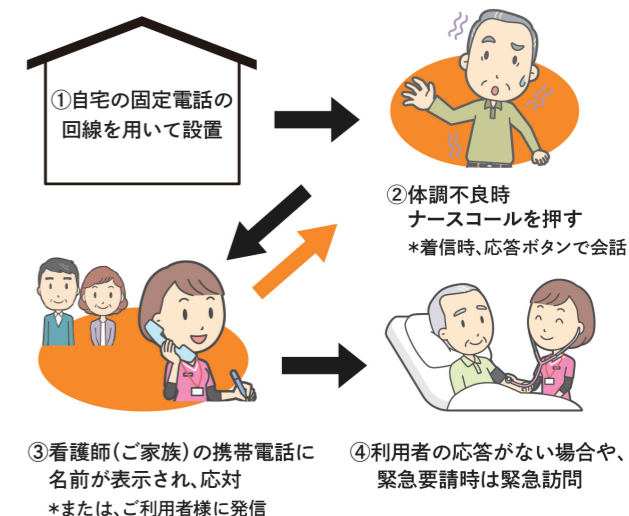 ①自宅の固定電話の
回線を用いて設置
②体調不良時
ナースコールを押す
*着信時、応答ボタンで会話
③看護師(ご家族)の携帯電話に
名前が表示され、応対
*または、ご利用者様に発信
④利用者の応答がない場合や、
緊急要請時は緊急訪問